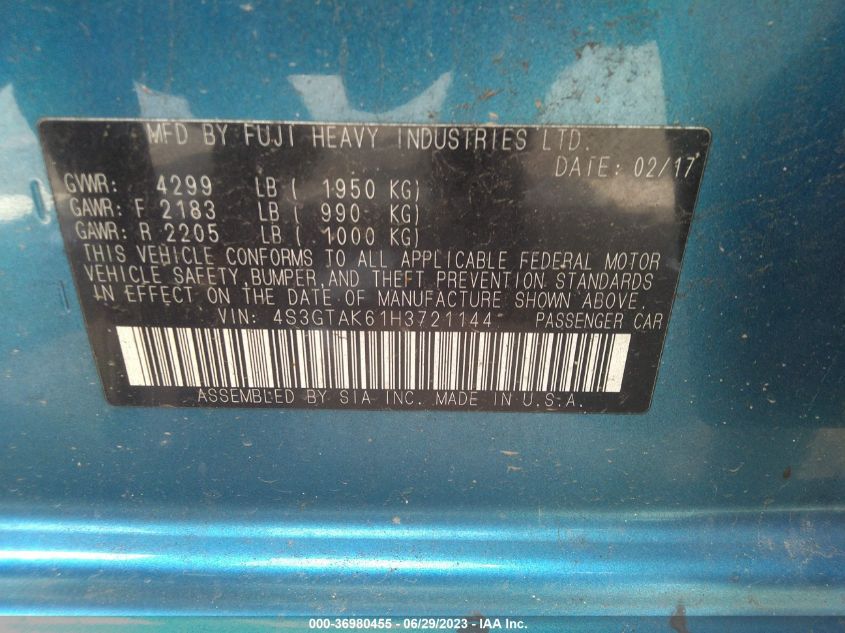 MFD BY FUJI HEAVY INDUSTRIES LTD.
DATE: 02/17
GVWR: 4299 LB ( 1950 KG)
GAWR: F 2183 LB ( 990 KG)
GAWR: R 2205 LB ( 1000 KG)
THIS VEHICLE CONFORMS TO ALL APPLICABLE FEDERAL MOTOR
VEHICLE SAFETY, BUMPER, AND THEFT PREVENTION STANDARDS
IN EFFECT ON THE DATE OF MANUFACTURE SHOWN ABOVE.
VIN: 4S3GTAK61H3721144 PASSENGER CAR
ASSEMBLED BY SIA INC. MADE IN U.S.A.
000-36980455 - 06/29/2023 - IAA Inc.